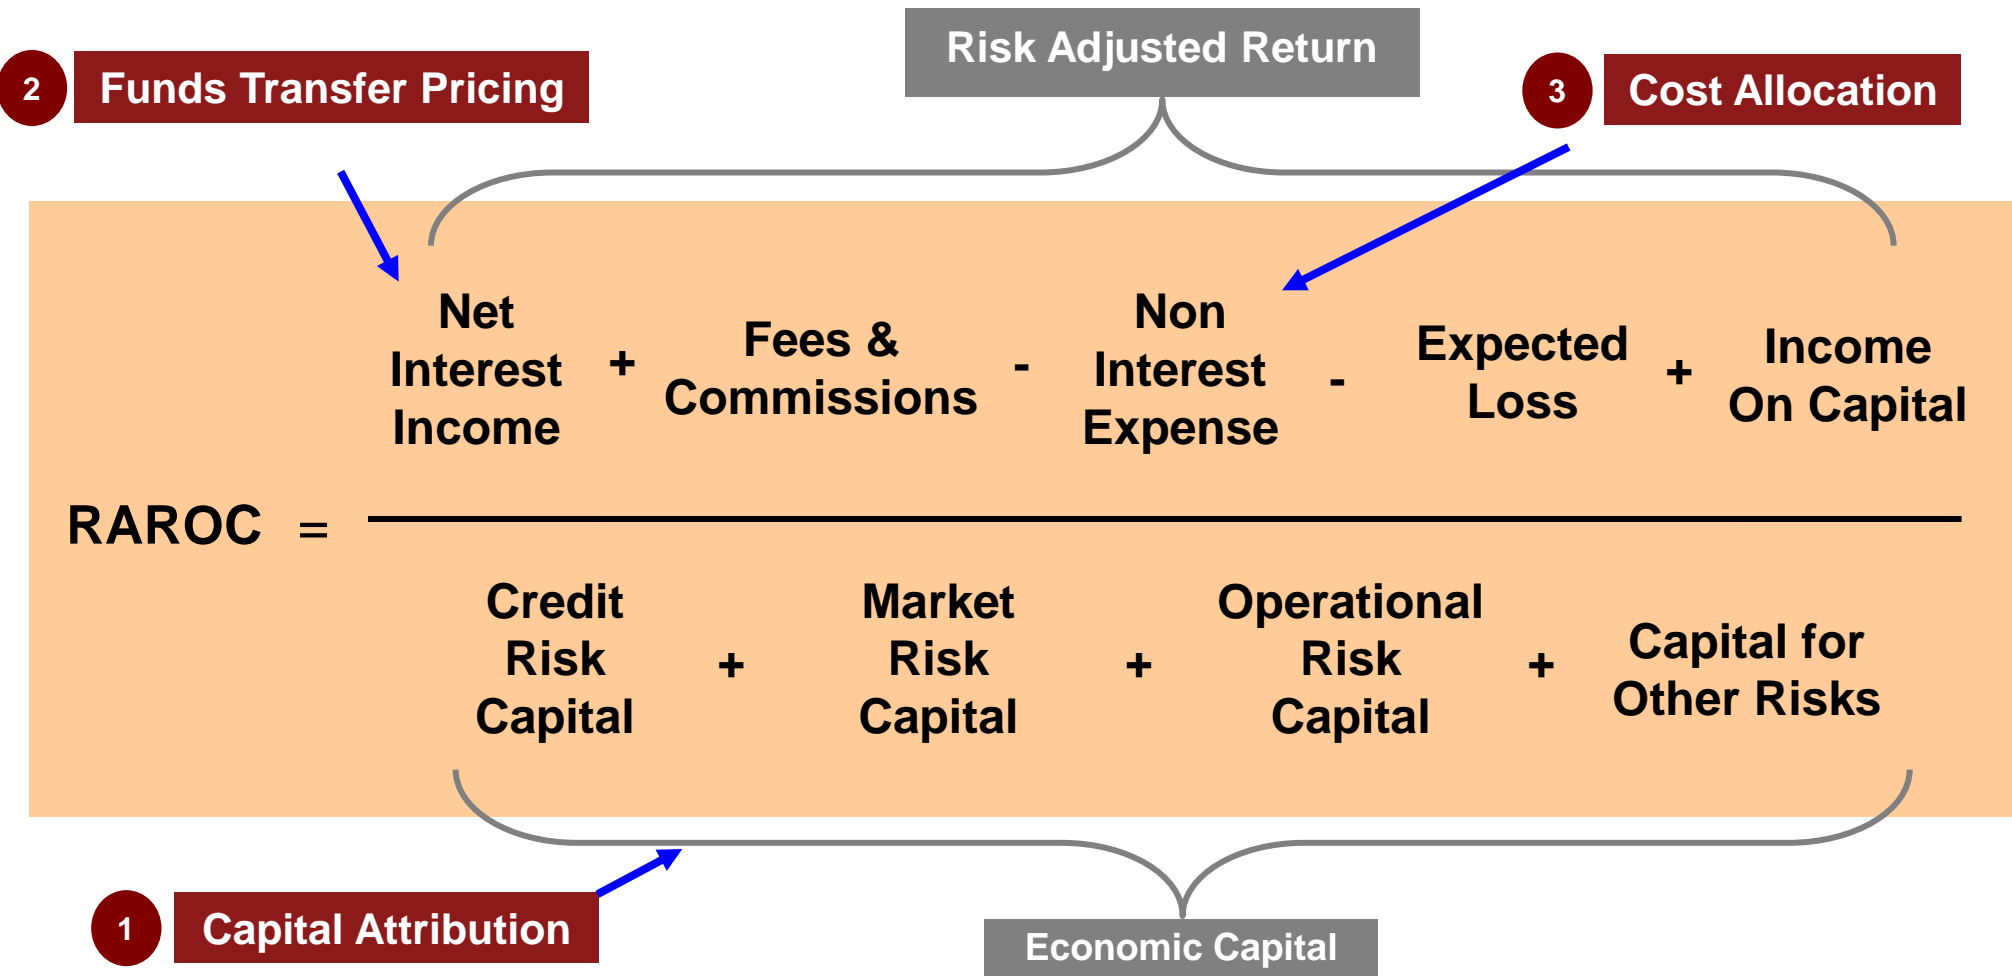 Risk Adjusted Return
2
Funds Transfer Pricing
3
Cost Allocation
Net
Interest
Income
+
Fees &
Commissions
-
Non
Interest
Expense
-
Expected
Loss
+
Income
On Capital
RAROC =
Credit
Risk
Capital
+
Market
Risk
Capital
+
Operational
Risk
Capital
+
Capital for
Other Risks
1
Capital Attribution
Economic Capital